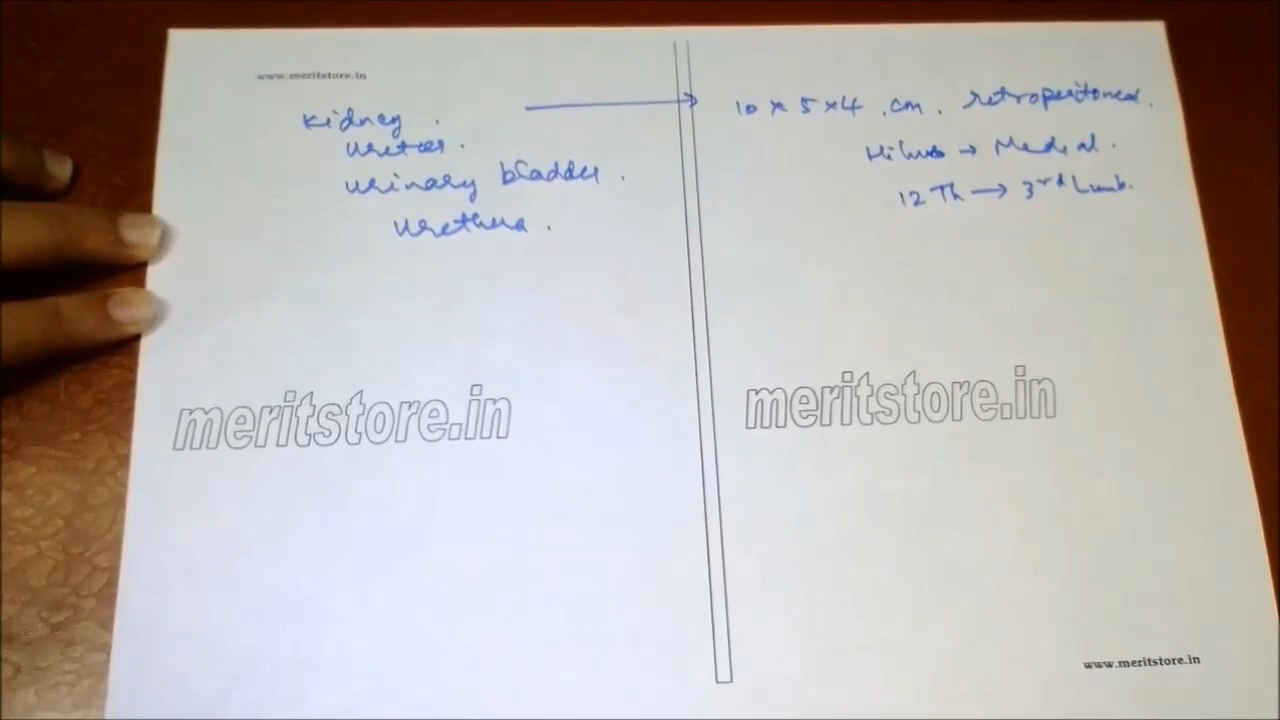 www.meritstore.in
Kidney.
Ureter.
Urinary bladder.
Urethra.
10 x 5 x 4 .cm. retroperitoneal.
Hilus → Medial.
12 Th → 3rd Lumb.
meritstore.in
meritstore.in
www.meritstore.in